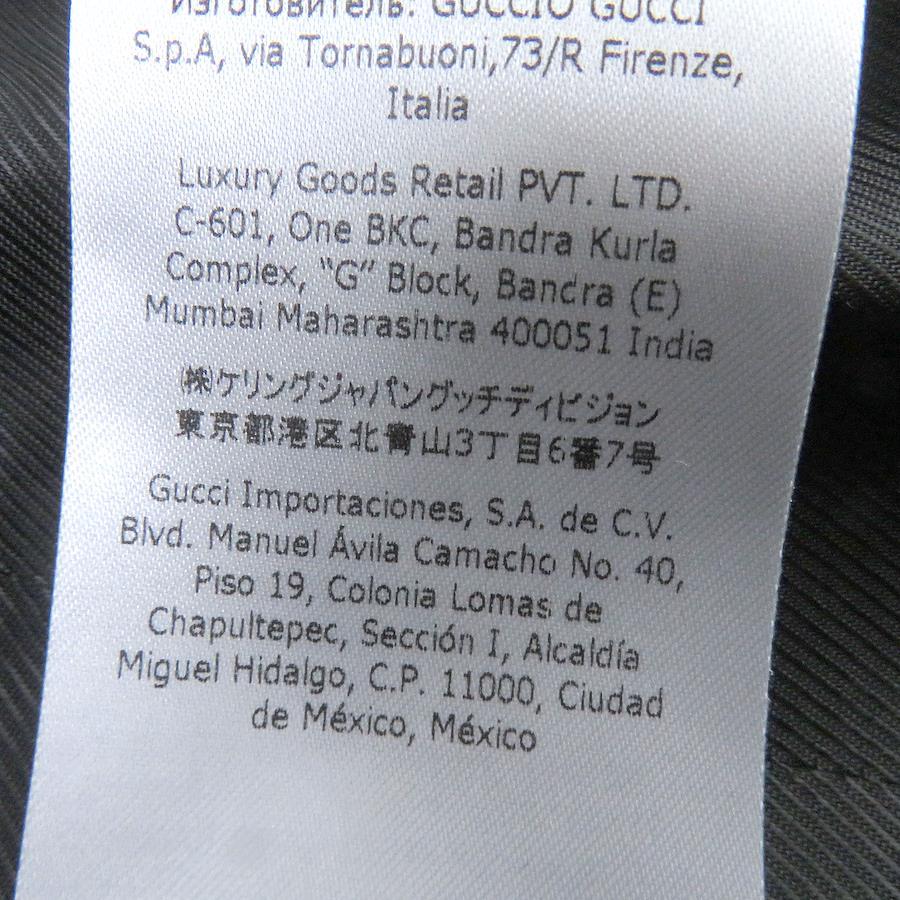 Изготовитель: GUCCIO GUCCI
S.p.A, via Tornabuoni,73/R Firenze,
Italia
Luxury Goods Retail PVT. LTD.
C-601, One BKC, Bandra Kurla
Complex, “G” Block, Bandra (E)
Mumbai Maharashtra 400051 India
㈱ケリングジャパングッチディビジョン
東京都港区北青山3丁目6番7号
Gucci Importaciones, S.A. de C.V.
Blvd. Manuel Ávila Camacho No. 40,
Piso 19, Colonia Lomas de
Chapultepec, Sección I, Alcaldía
Miguel Hidalgo, C.P. 11000, Ciudad
de México, México